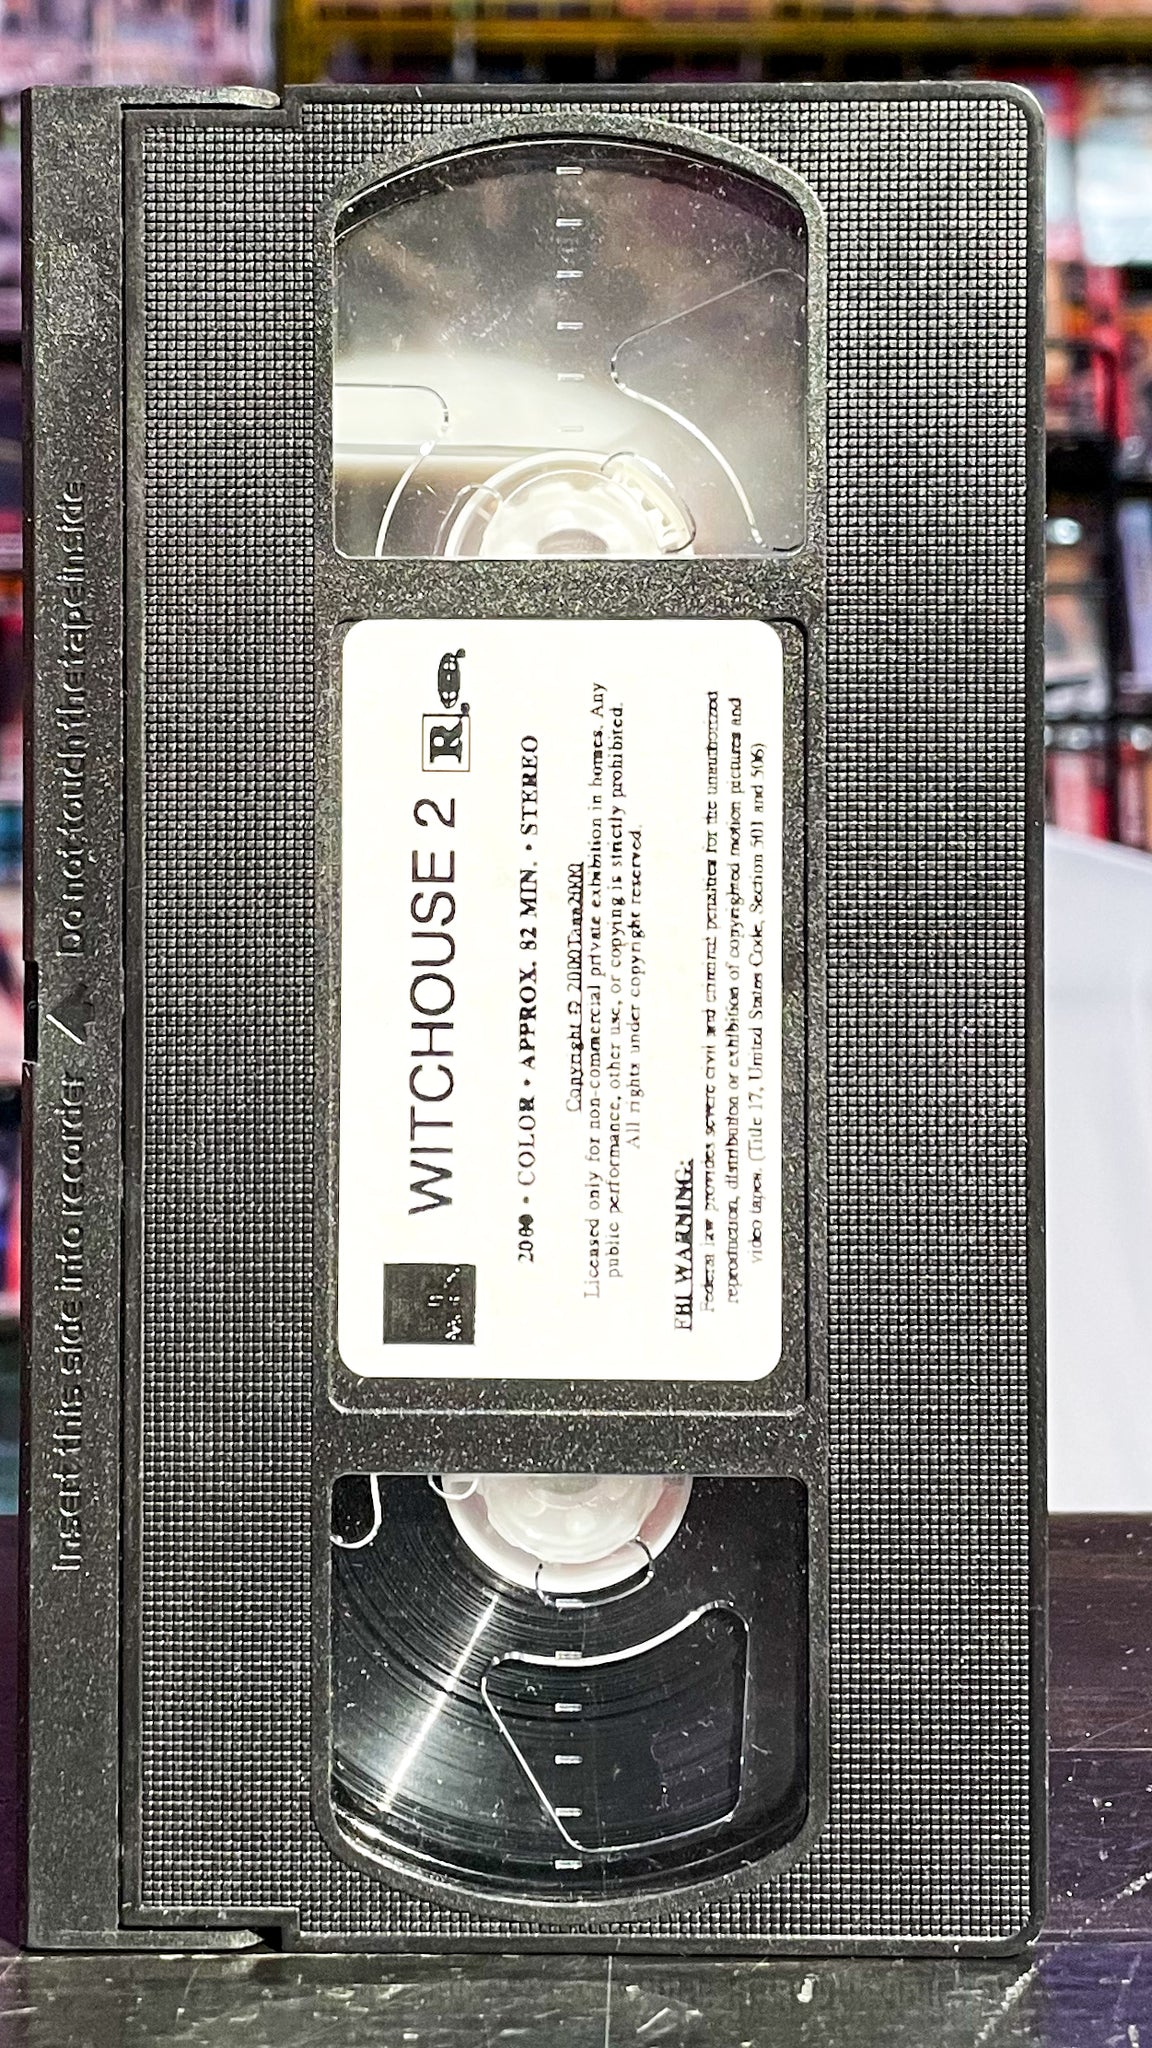 Insert this side into recorder / Do not touch the tape inside
WITCHOUSE 2 R
2000 • COLOR • APPROX. 82 MIN. • STEREO
Copyright © 2000Tann2000
Licensed only for non-commercial private exhibition in homes. Any
public performance, other use, or copying is strictly prohibited.
All rights under copyright reserved.
FBI WARNING:
Federal law provides severe civil and criminal penalties for the unauthorized
reproduction, distribution or exhibition of copyrighted motion pictures and
video tapes. (Title 17, United States Code, Section 501 and 506)